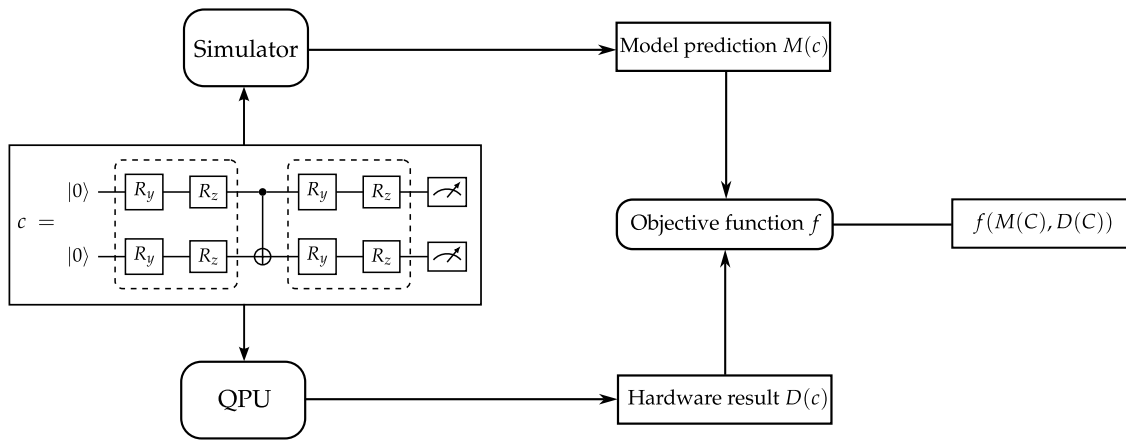 Simulator
Model prediction M(c)
|0⟩ R_y R_z R_y R_z
c =
|0⟩ R_y R_z R_y R_z
Objective function f
f(M(C), D(C))
QPU
Hardware result D(c)